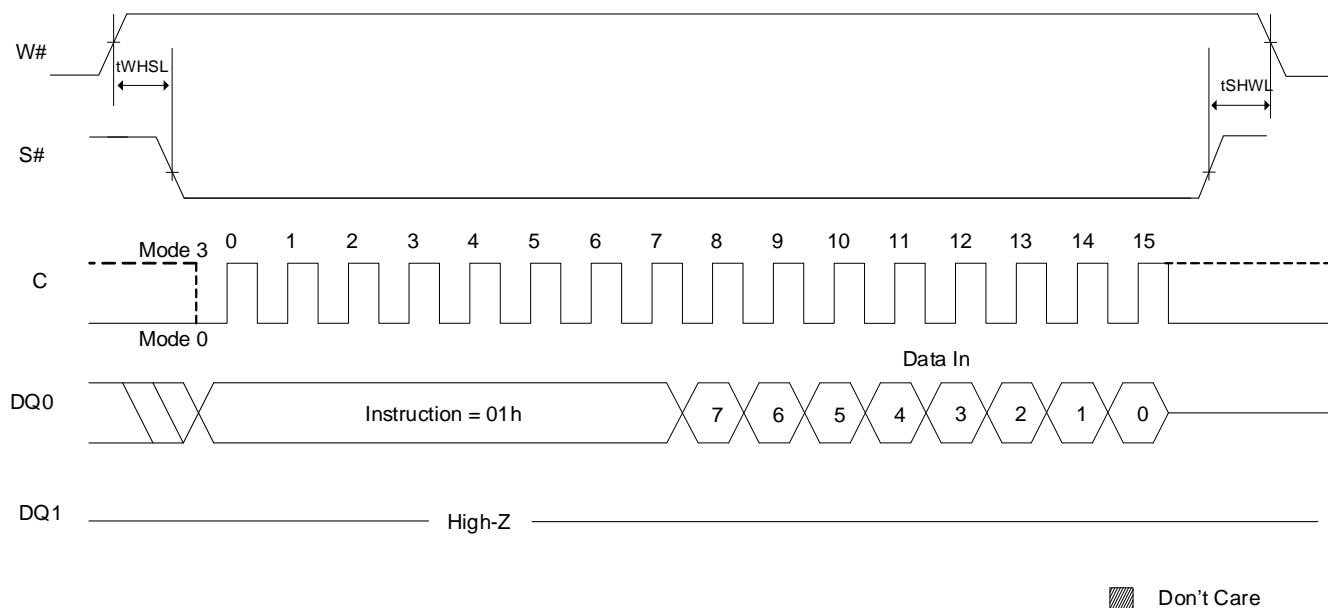 W#
tWHSL
tSHWL
S#
Mode 3
0 1 2 3 4 5 6 7 8 9 10 11 12 13 14 15
C
Mode 0
Data In
DQ0
Instruction = 01h
7 6 5 4 3 2 1 0
DQ1
High-Z
Don't Care